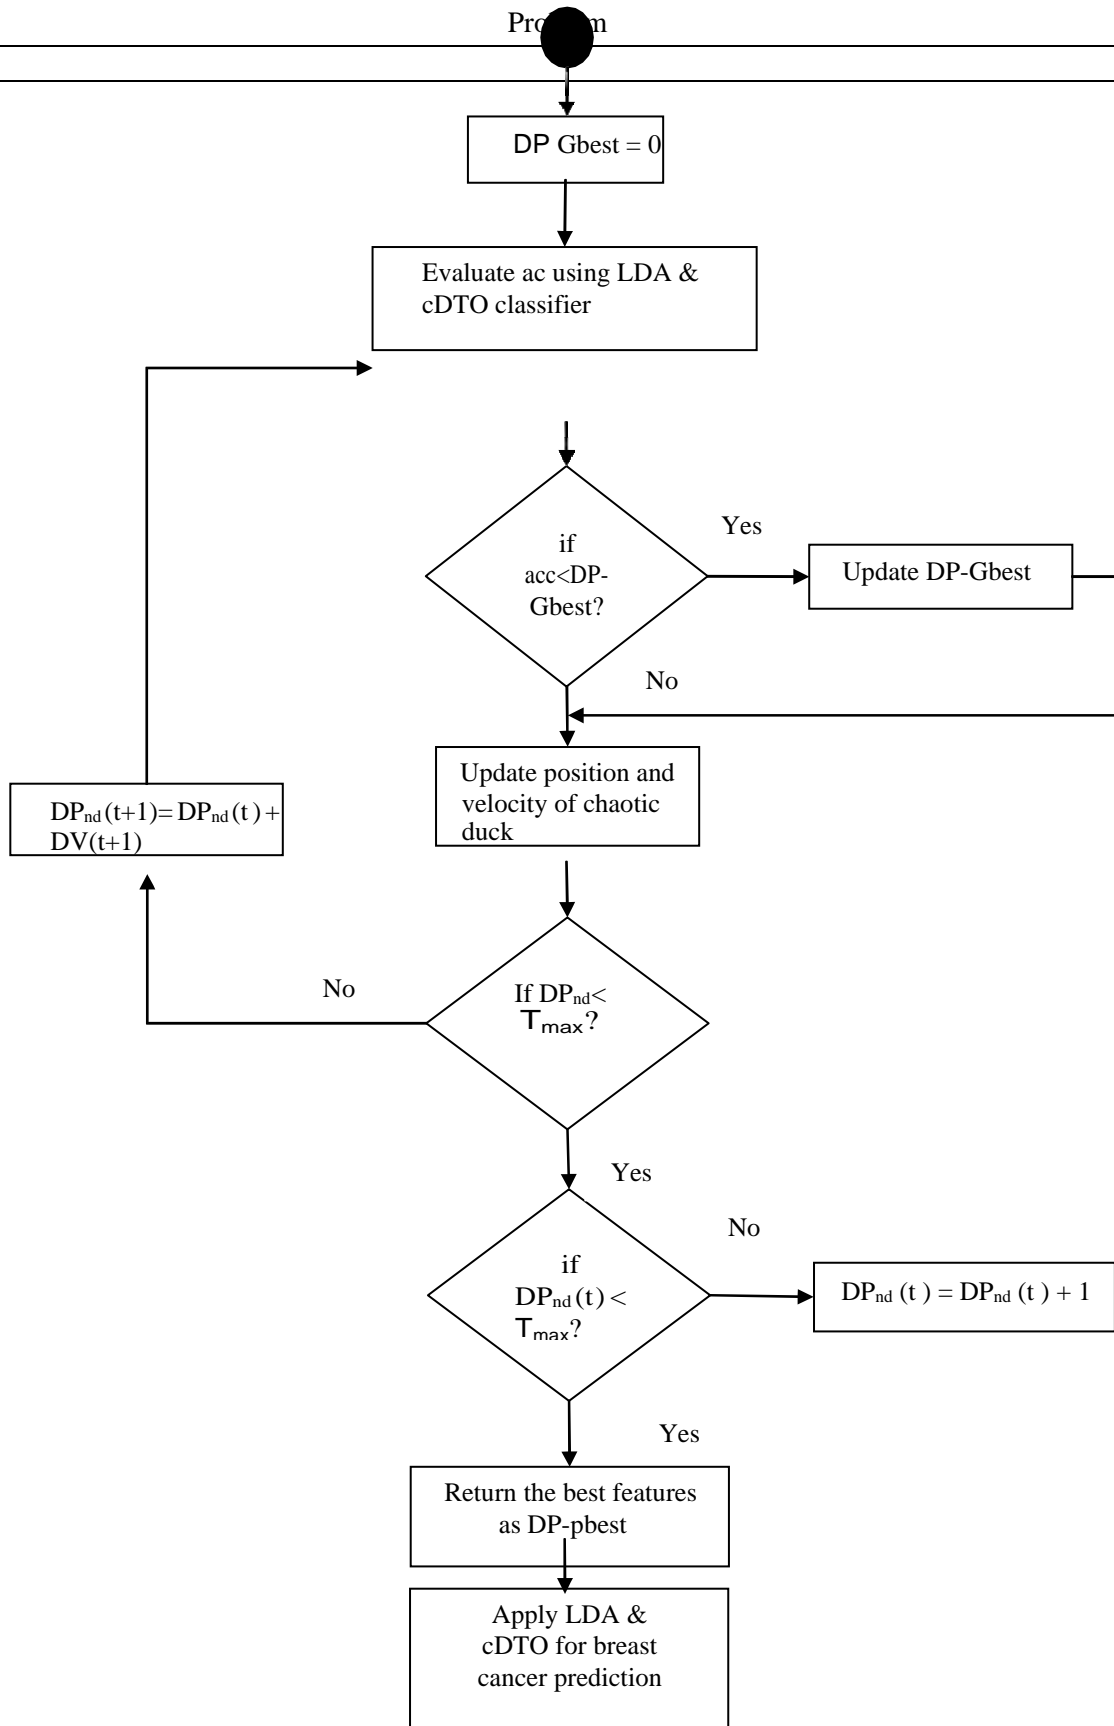 DP Gbest = 0
Evaluate ac using LDA &
cDTO classifier
if
acc<DP-
Gbest?
Yes
Update DP-Gbest
No
Update position and
velocity of chaotic
duck
DPnd(t+1)= DPnd(t)+
DV(t+1)
If DPnd<
Tmax?
No
Yes
if
DPnd(t)<
Tmax?
No
DPnd (t) = DPnd (t) + 1
Yes
Return the best features
as DP-pbest
Apply LDA &
cDTO for breast
cancer prediction